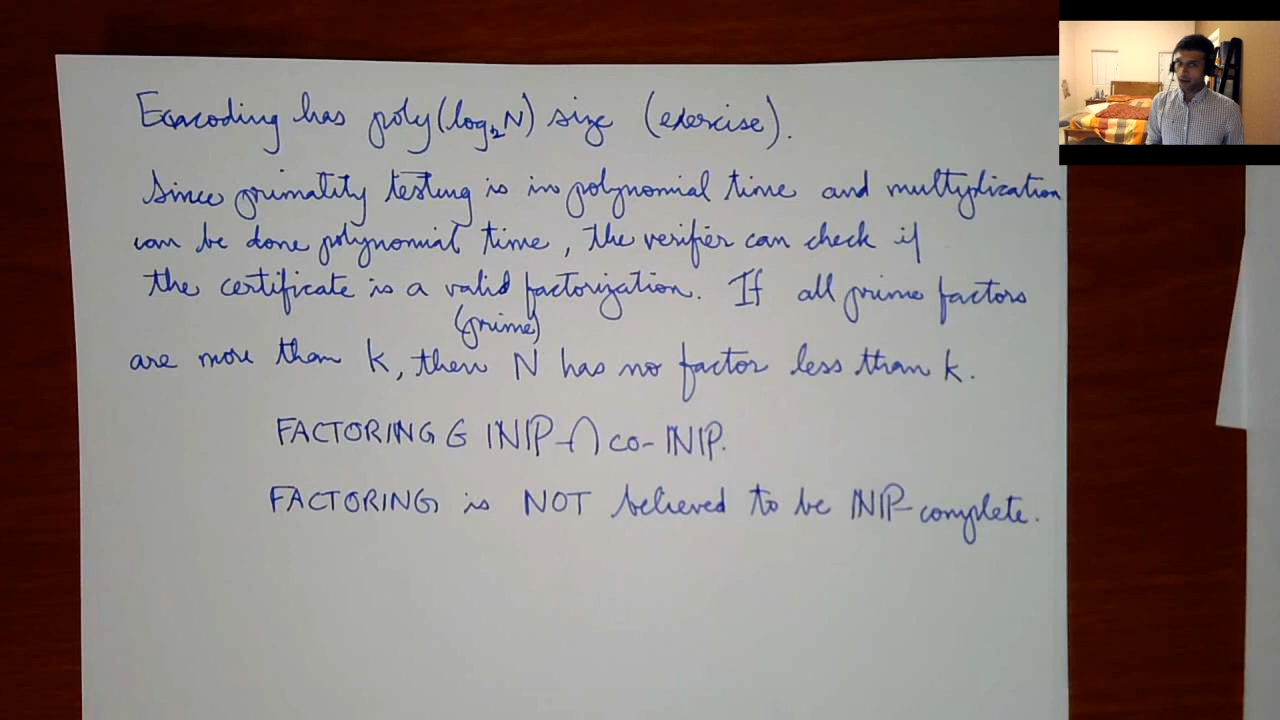 Encoding has poly(log₂N) size (exercise).
Since primality testing is in polynomial time and multiplication
can be done polynomial time, the verifier can check if
the certificate is a valid factorization. If all prime factors
(prime)
are more than k, then N has no factor less than k.
FACTORING ∈ NP ∩ co-NP.
FACTORING is NOT believed to be NP-complete.